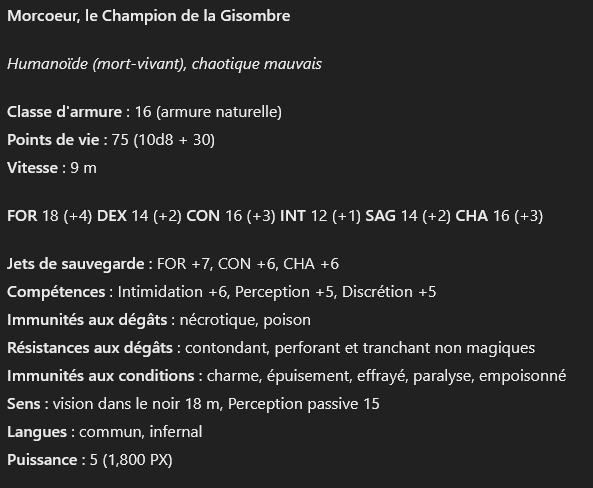 Morcoeur, le Champion de la Gisombre
Humanoïde (mort-vivant), chaotique mauvais
Classe d'armure : 16 (armure naturelle)
Points de vie : 75 (10d8 + 30)
Vitesse : 9 m
FOR 18 (+4) DEX 14 (+2) CON 16 (+3) INT 12 (+1) SAG 14 (+2) CHA 16 (+3)
Jets de sauvegarde : FOR +7, CON +6, CHA +6
Compétences : Intimidation +6, Perception +5, Discrétion +5
Immunités aux dégâts : nécrotique, poison
Résistances aux dégâts : contondant, perforant et tranchant non magiques
Immunités aux conditions : charme, épuisement, effrayé, paralyse, empoisonné
Sens : vision dans le noir 18 m, Perception passive 15
Langues : commun, infernal
Puissance : 5 (1,800 PX)